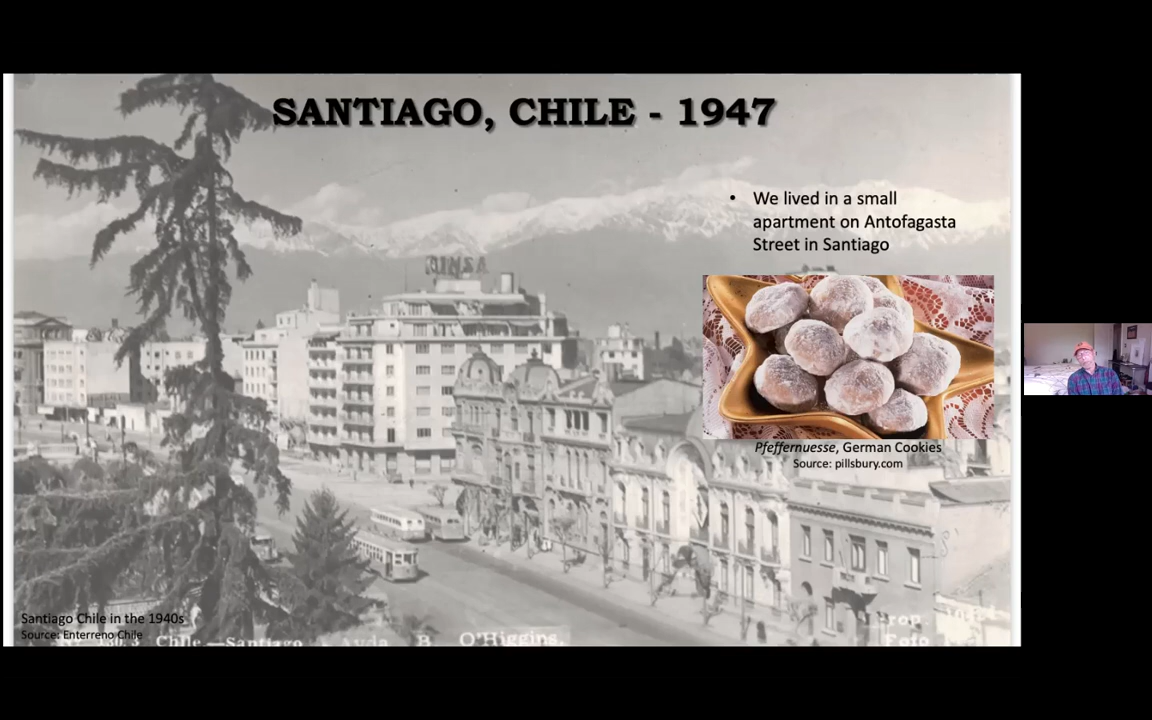 SANTIAGO, CHILE - 1947
• We lived in a small
apartment on Antofagasta
Street in Santiago
Pfeffernuesse, German Cookies
Source: pillsbury.com
Santiago Chile in the 1940s
Source: Enterreno Chile
Chile.—Santiago Avda B. O'Higgins.
Foto